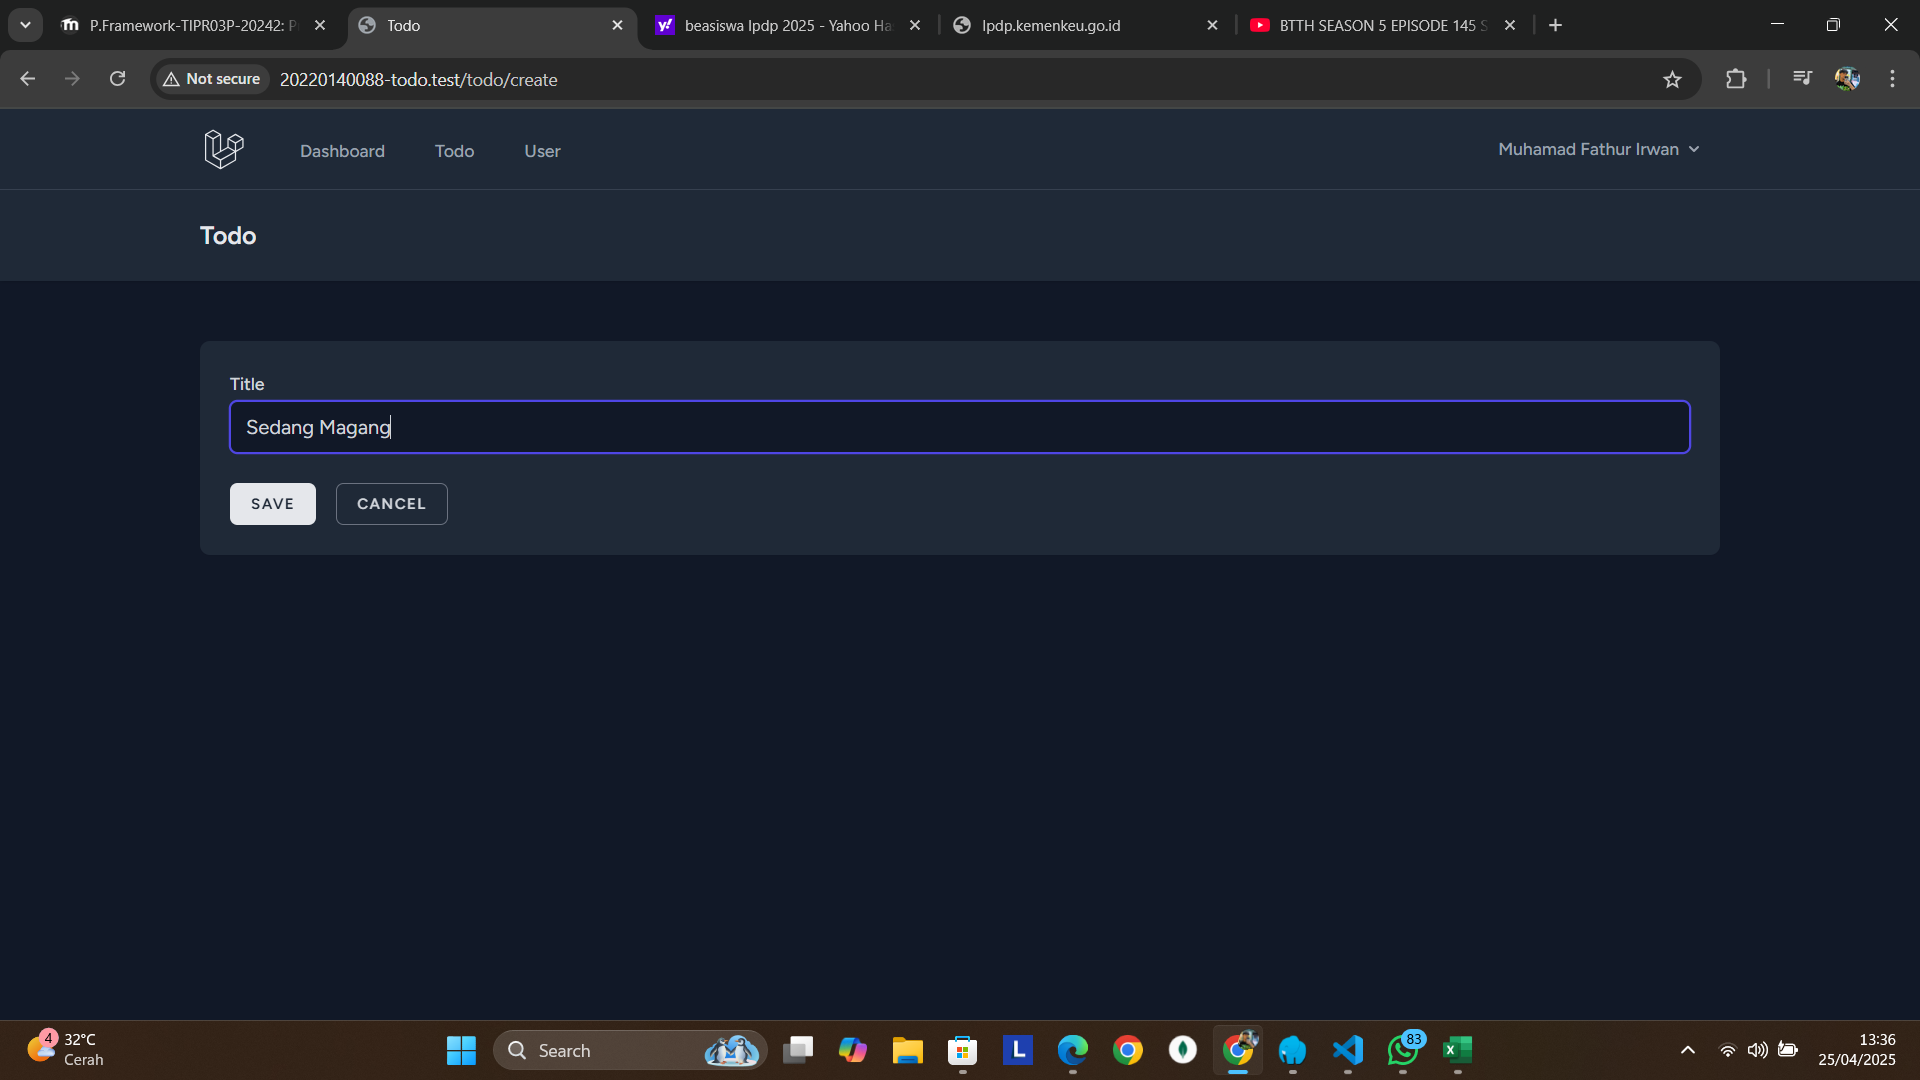 P.Framework-TIPR03P-20242: P
Todo
beasiswa lpdp 2025 - Yahoo Ha
lpdp.kemenkeu.go.id
BTTH SEASON 5 EPISODE 145 S
Not secure
20220140088-todo.test/todo/create
Dashboard
Todo
User
Muhamad Fathur Irwan
Todo
Title
Sedang Magang
SAVE
CANCEL
4
32°C
Cerah
Search
L
83
13:36
25/04/2025